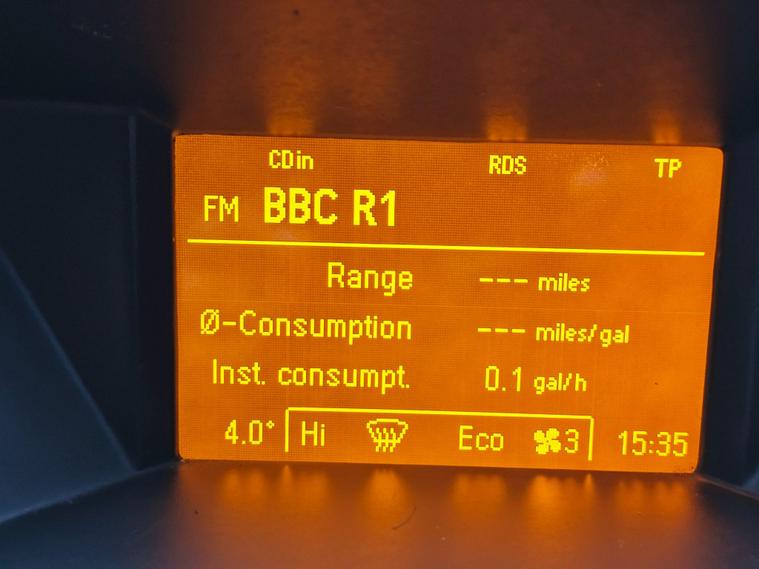 CDin RDS TP
FM BBC R1
Range --- miles
Ø-Consumption --- miles/gal
Inst. consumpt. 0.1 gal/h
4.0° Hi Eco 3 15:35